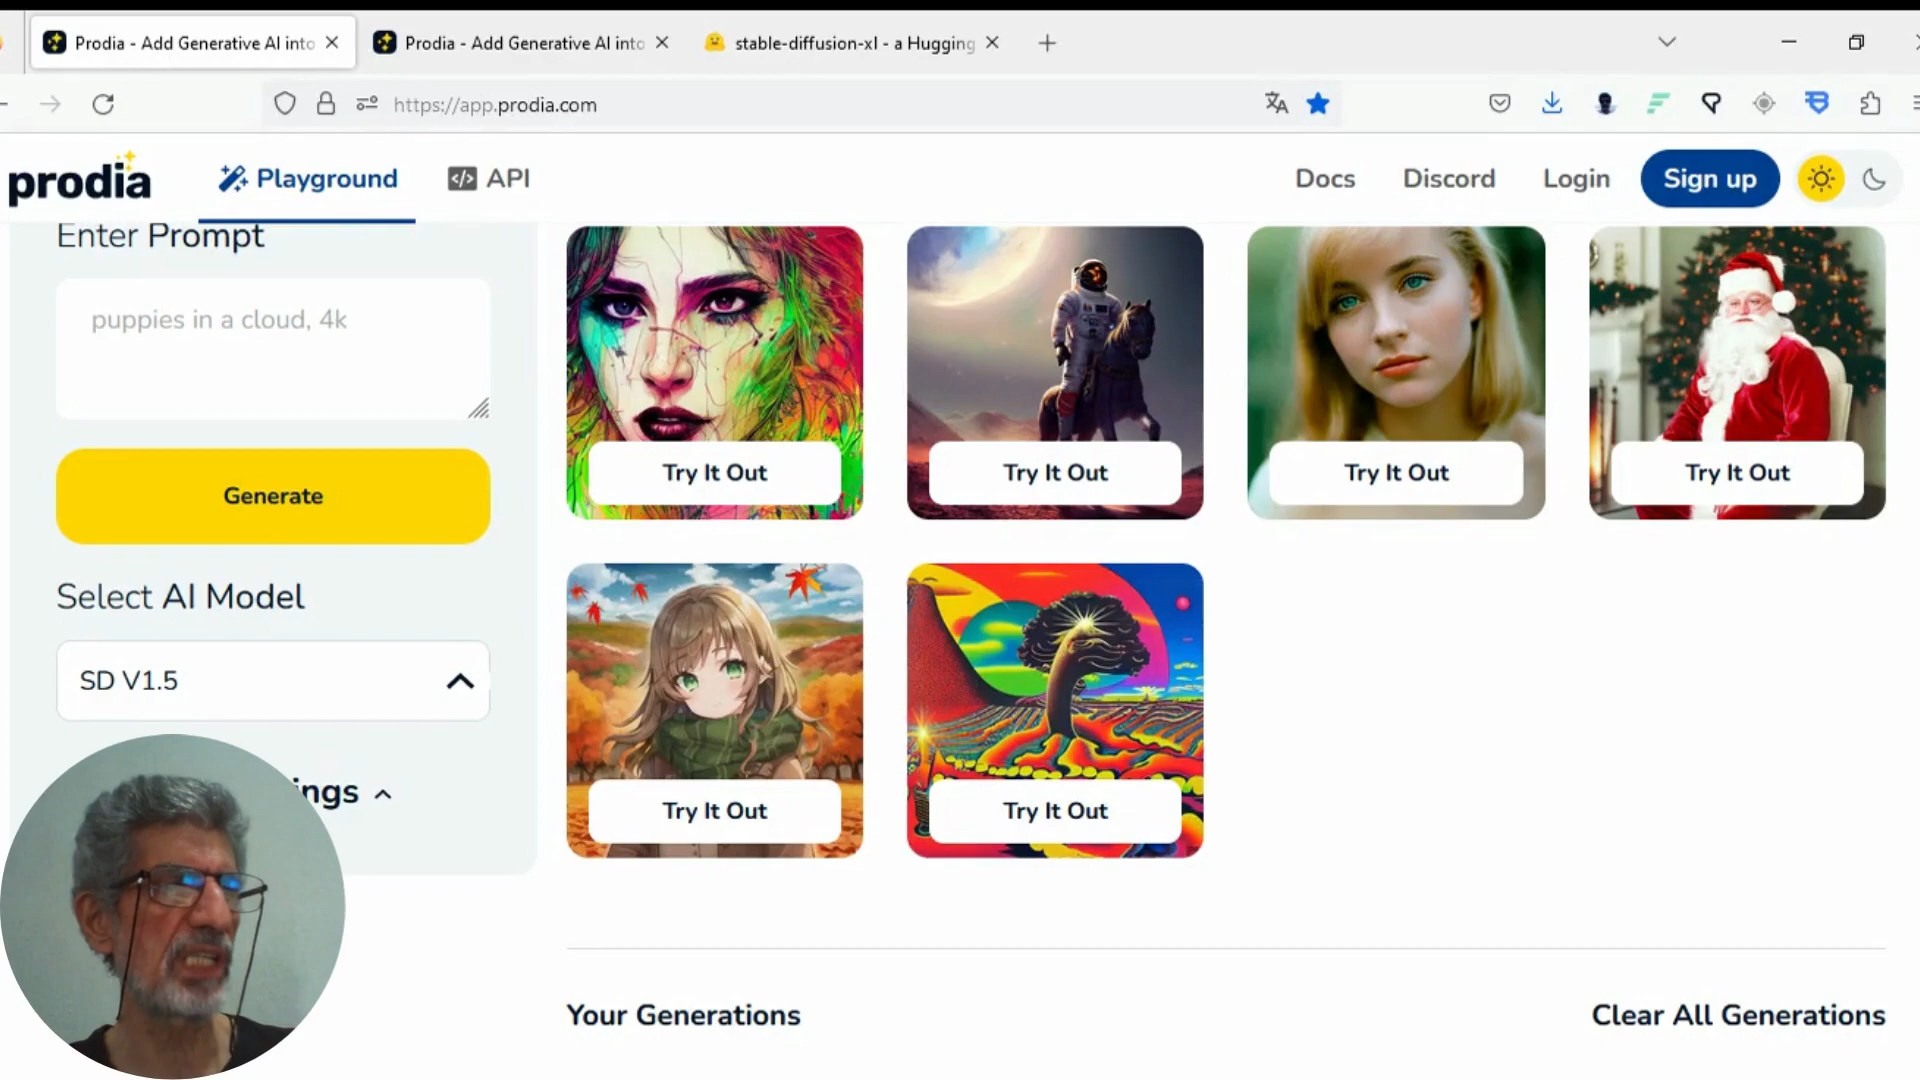 Prodia - Add Generative AI into
Prodia - Add Generative AI into
stable-diffusion-xl - a Hugging
https://app.prodia.com
prodia
Playground
API
Docs
Discord
Login
Sign up
Enter Prompt
puppies in a cloud, 4k
Generate
Select AI Model
SD V1.5
ings
Try It Out
Try It Out
Try It Out
Try It Out
Try It Out
Try It Out
Your Generations
Clear All Generations